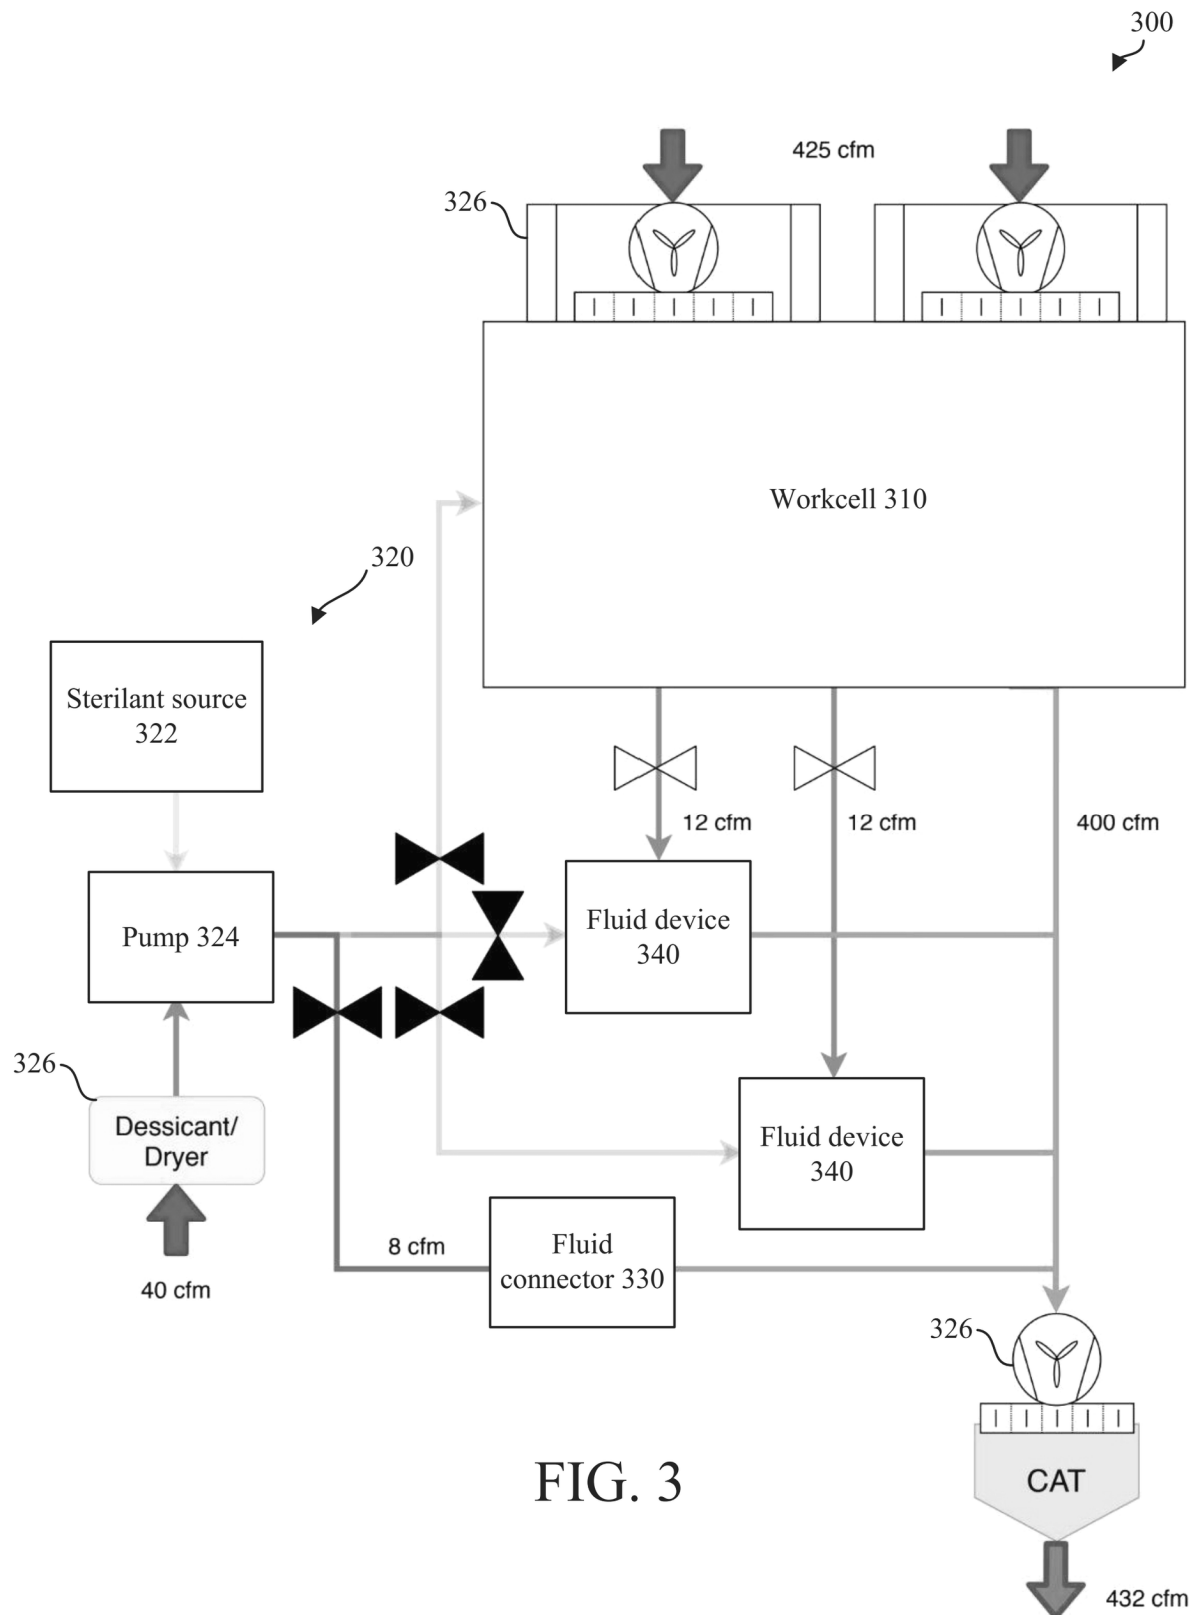 300
425 cfm
326
Workcell 310
320
Sterilant source
322
12 cfm
12 cfm
400 cfm
Pump 324
Fluid device
340
326
Dessicant/
Dryer
Fluid device
340
8 cfm
Fluid
connector 330
40 cfm
326
FIG. 3
CAT
432 cfm